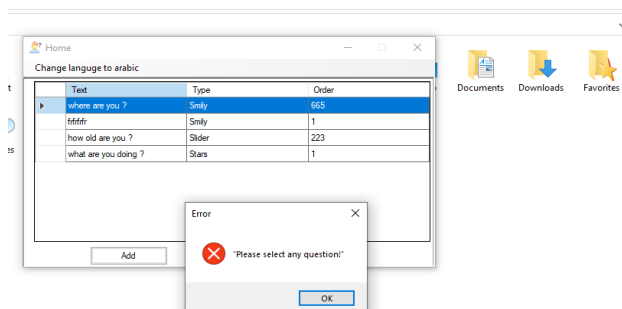 Home
Change languge to arabic
Text Type Order
where are you ? Smily 665
Smily 1
how old are you ? Slider 223
what are you doing ? Stars 1
Add
Error
"Please select any question!"
OK
Documents Downloads Favorites